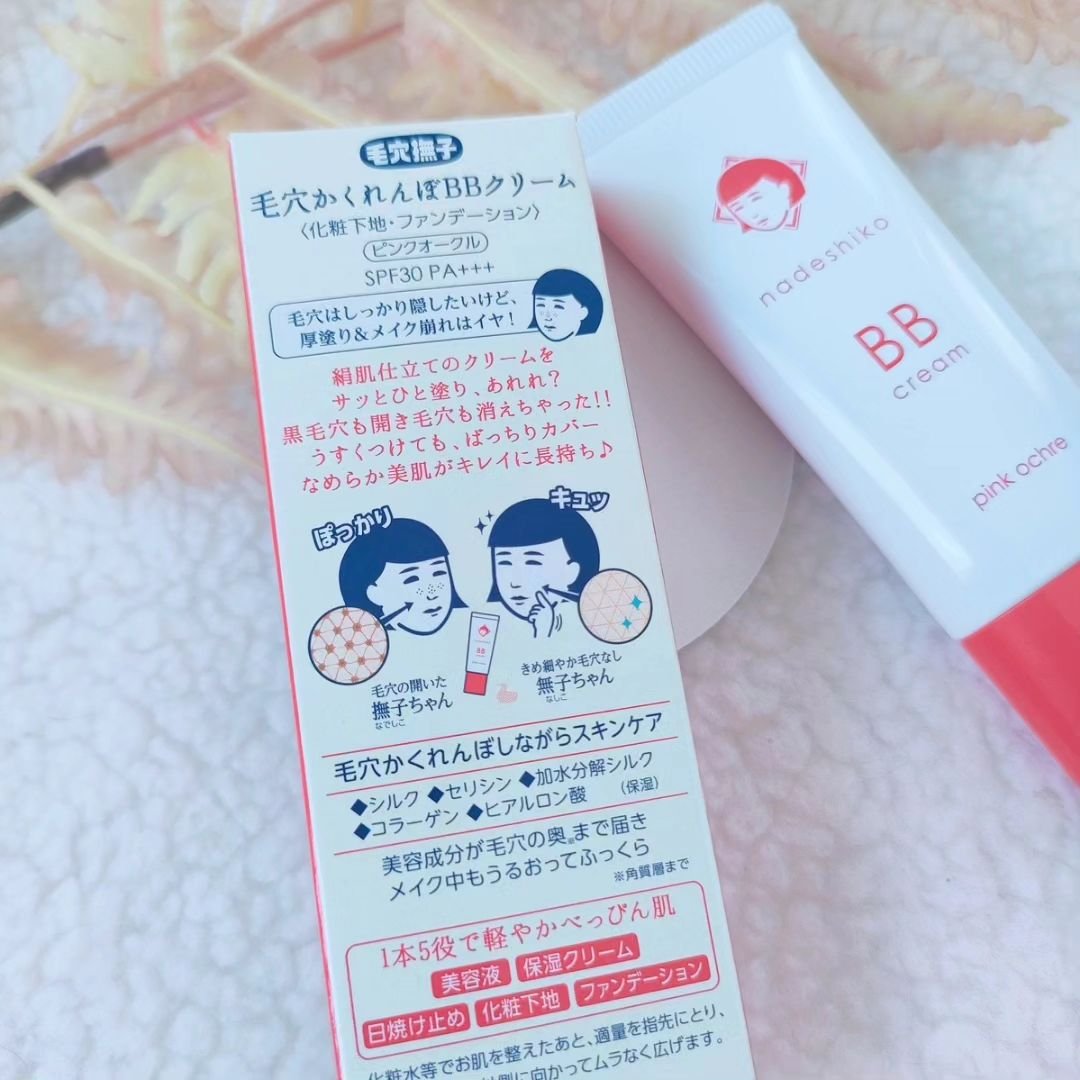 毛穴撫子
毛穴かくれんぼBBクリーム
〈化粧下地・ファンデーション〉
ピンクオークル
SPF30 PA+++
毛穴はしっかり隠したいけど、
厚塗り&メイク崩れはイヤ!
絹肌仕立てのクリームを
サッとひと塗り、あれれ?
黒毛穴も開き毛穴も消えちゃった!!
うすくつけても、ばっちりカバー
なめらか美肌がキレイに長持ち♪
ぽっかり
キュッ
BB
毛穴の開いた
撫子ちゃん
なでしこ
きめ細やか毛穴なし
無子ちゃん
なしこ
毛穴かくれんぼしながらスキンケア
◆シルク ◆セリシン ◆加水分解シルク
◆コラーゲン ◆ヒアルロン酸 (保湿)
美容成分が毛穴の奥※まで届き
メイク中もうるおってふっくら
※角質層まで
1本5役で軽やかべっぴん肌
美容液 保湿クリーム
日焼け止め 化粧下地 ファンデーション
化粧水等でお肌を整えたあと、適量を指先にとり、
側に向かってムラなく広げます。
nadeshiko
BB
cream
pink ochre